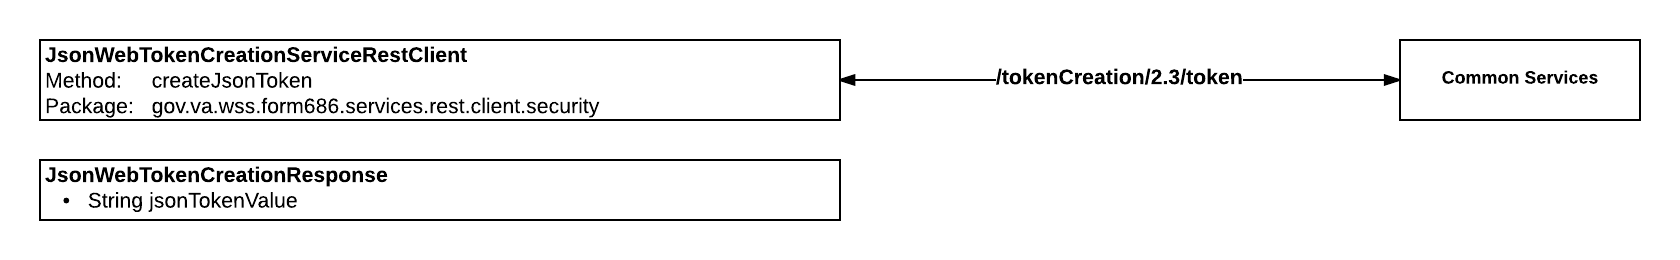 JsonWebTokenCreationServiceRestClient
Method: createJsonToken
Package: gov.va.wss.form686.services.rest.client.security
/tokenCreation/2.3/token
Common Services
JsonWebTokenCreationResponse
• String jsonTokenValue